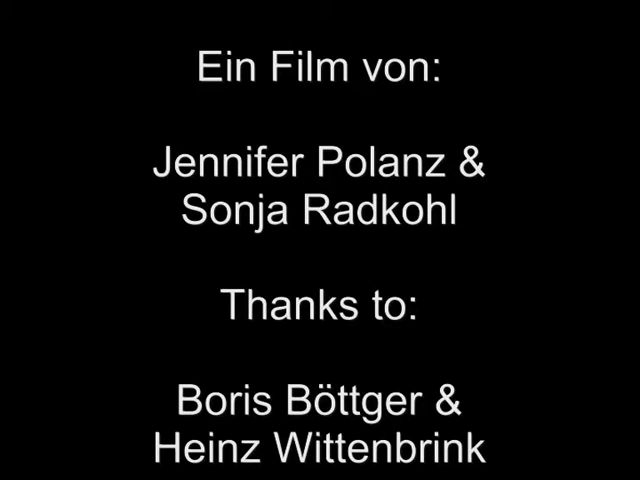 Ein Film von:
Jennifer Polanz &
Sonja Radkohl
Thanks to:
Boris Böttger &
Heinz Wittenbrink